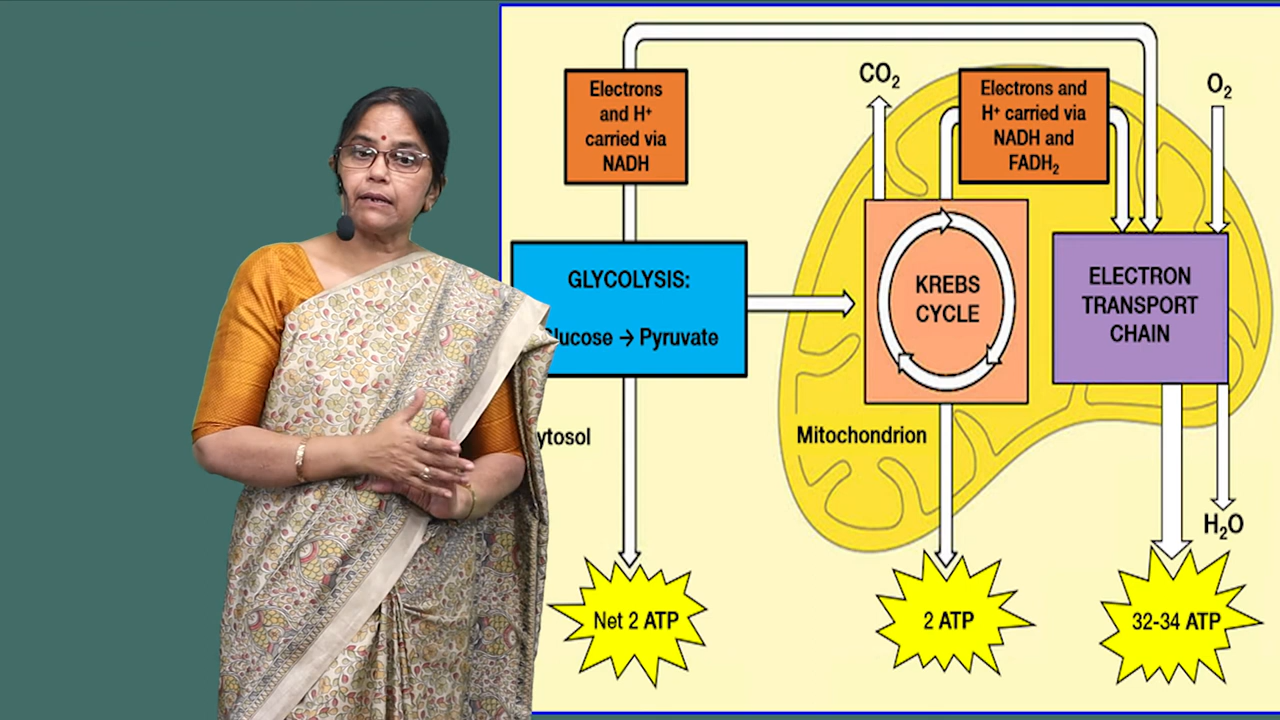 Electrons
and H⁺
carried via
NADH
CO₂
Electrons and
H⁺ carried via
NADH and
FADH₂
O₂
GLYCOLYSIS:
lucose → Pyruvate
KREBS
CYCLE
ELECTRON
TRANSPORT
CHAIN
ytosol
Mitochondrion
H₂O
Net 2 ATP
2 ATP
32-34 ATP